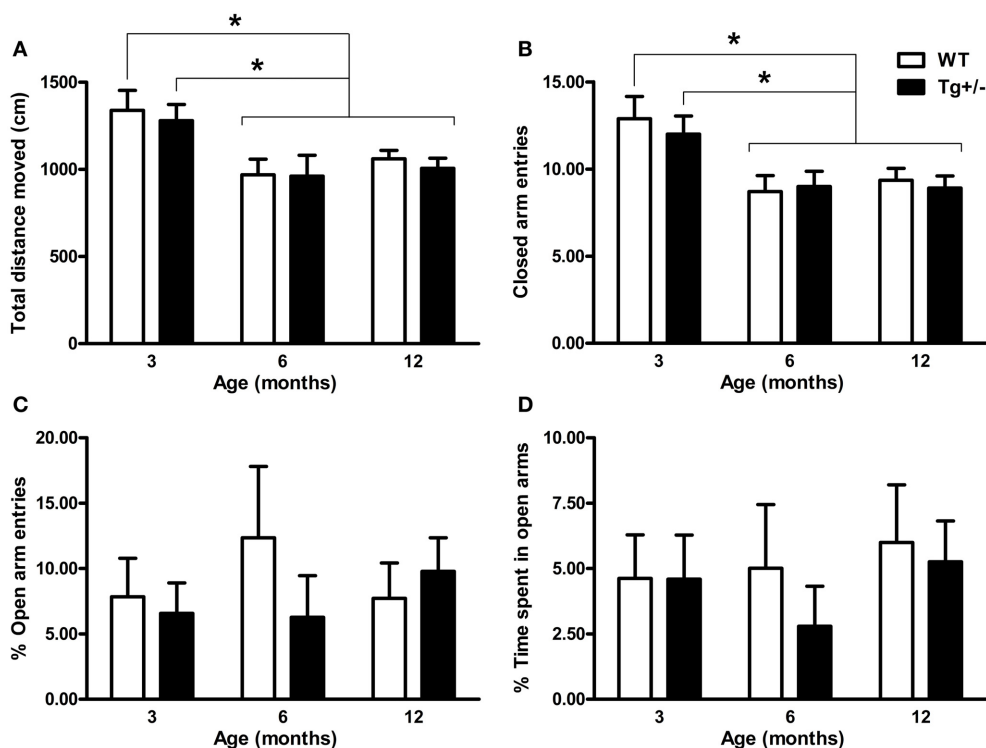 A
*
*
Total distance moved (cm)
1500
1000
500
0
3 6 12
Age (months)
B
*
*
WT
Tg+/-
Closed arm entries
15.00
10.00
5.00
0.00
3 6 12
Age (months)
C
% Open arm entries
20.00
15.00
10.00
5.00
0.00
3 6 12
Age (months)
D
% Time spent in open arms
10.00
7.50
5.00
2.50
0.00
3 6 12
Age (months)